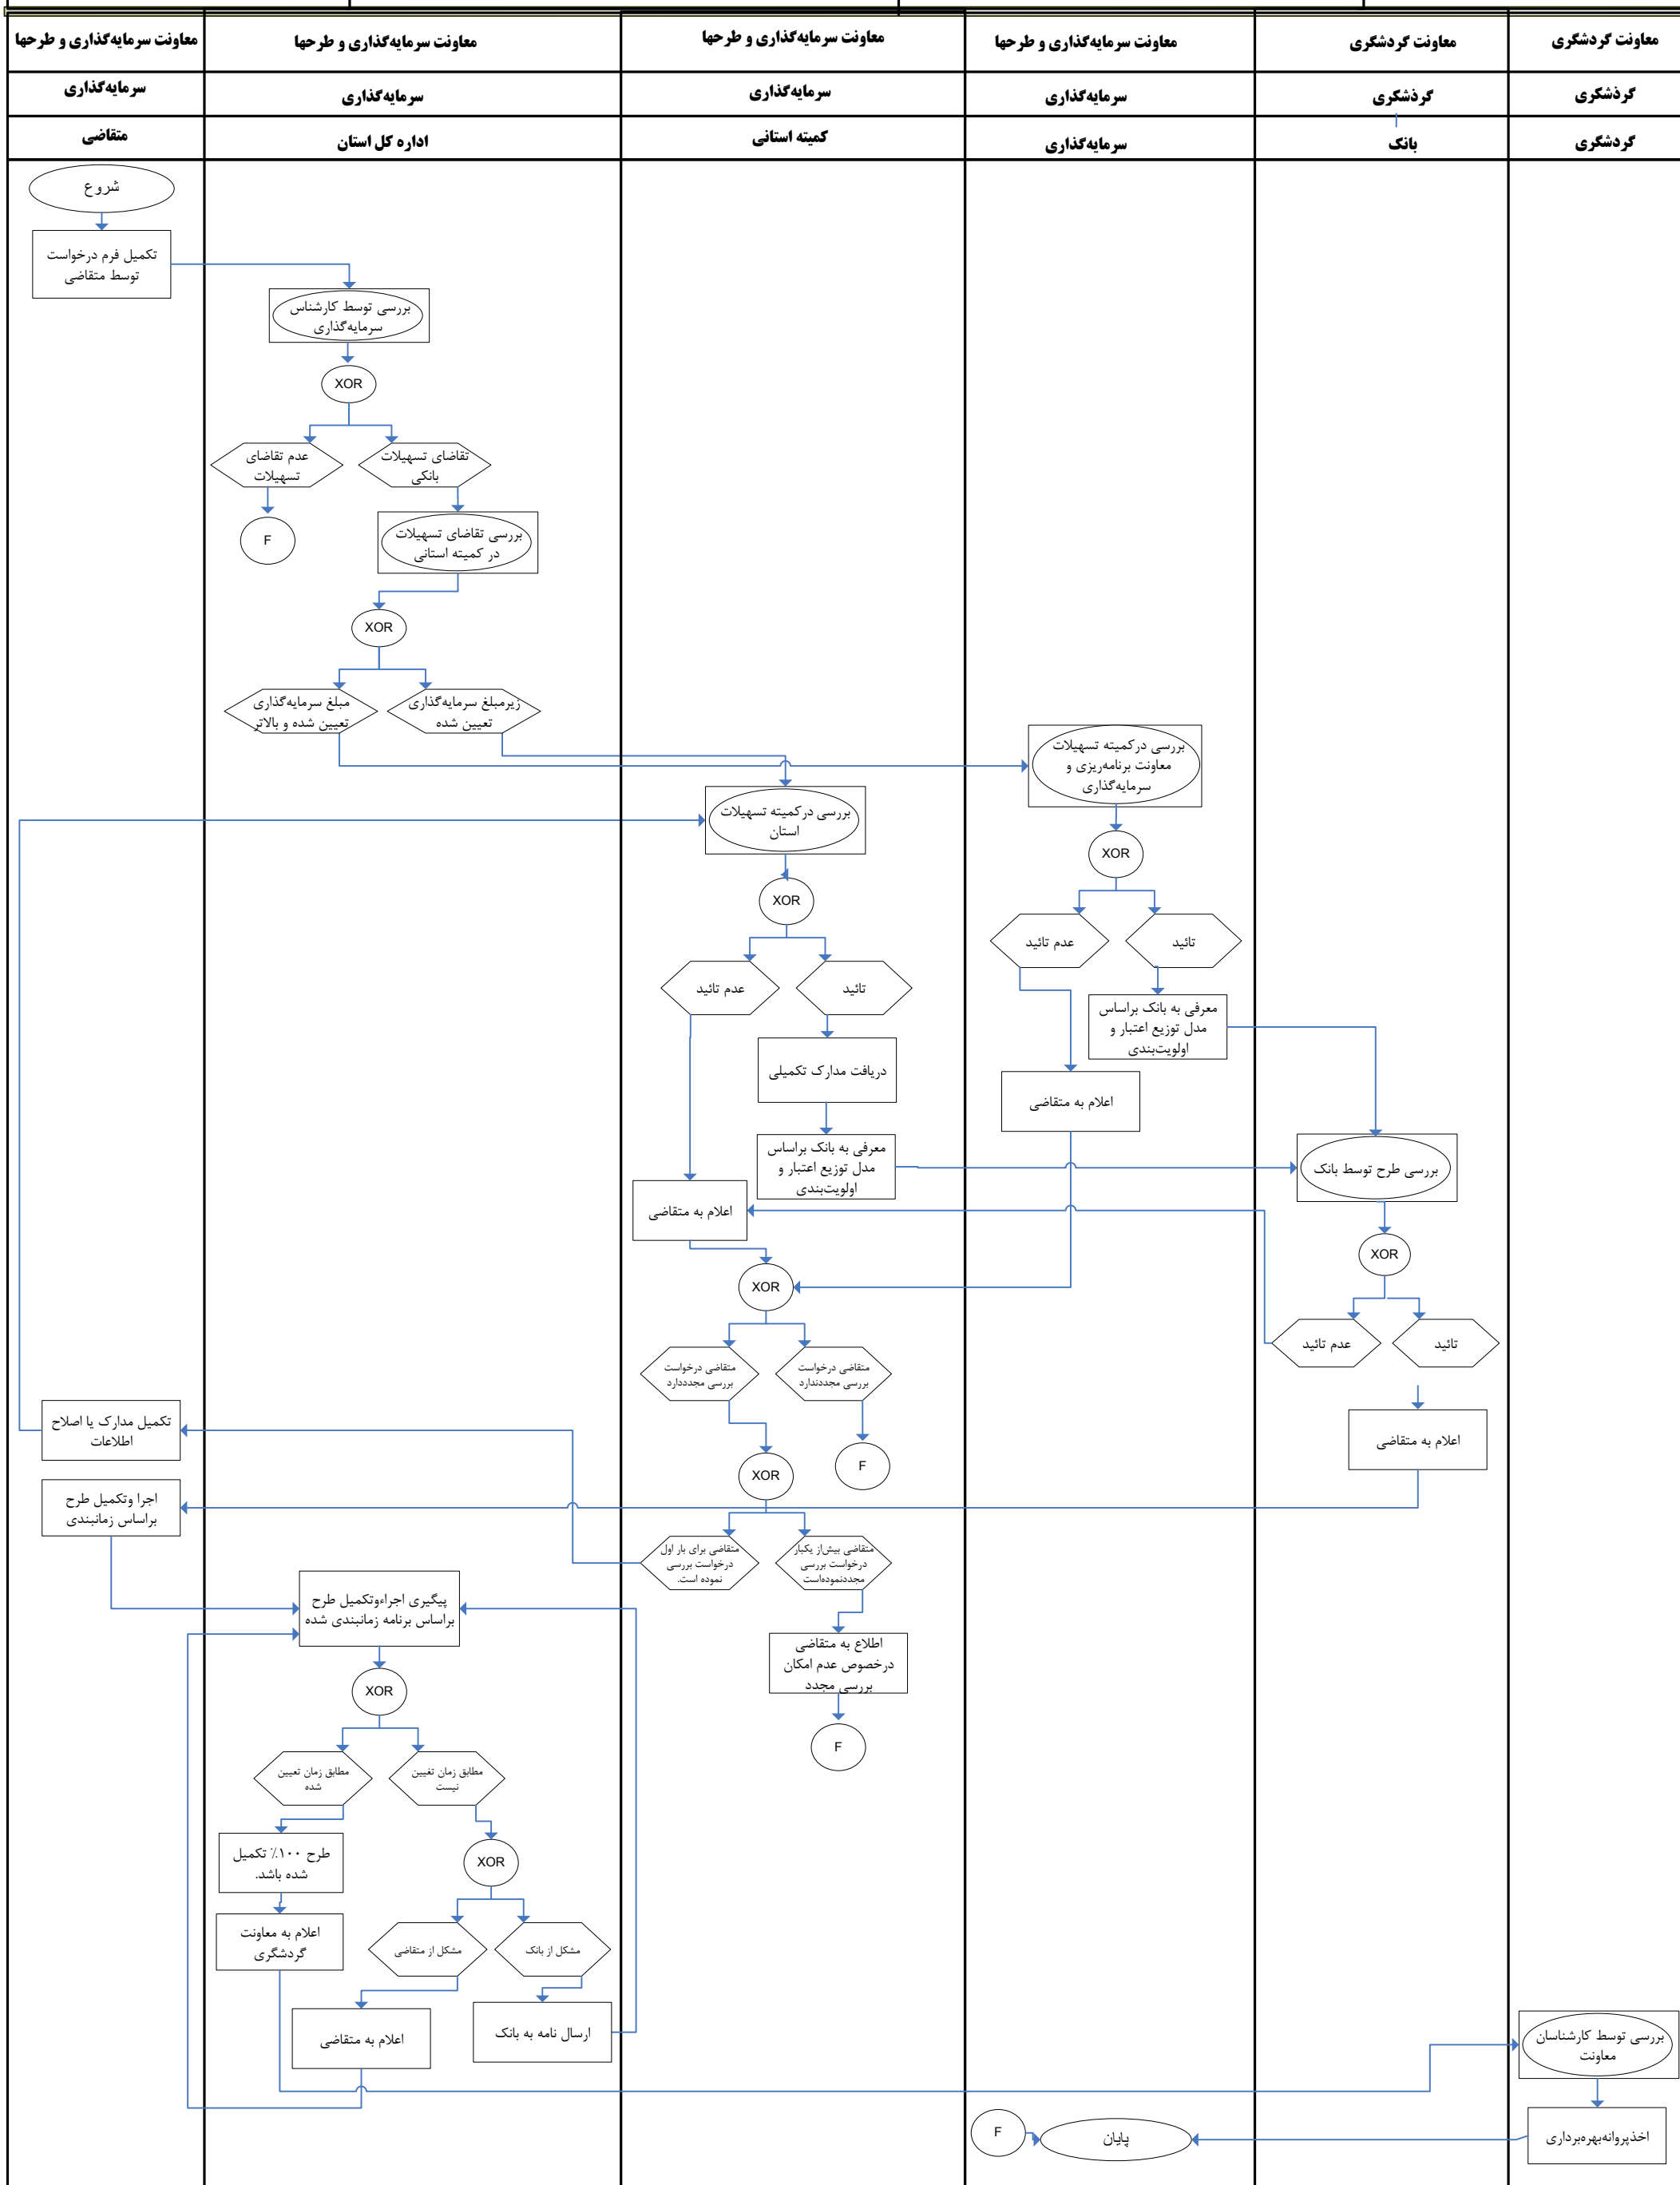 معاونت گردشگری
معاونت گردشگری
معاونت سرمایه‌گذاری و طرحها
معاونت سرمایه‌گذاری و طرحها
معاونت سرمایه‌گذاری و طرحها
معاونت سرمایه‌گذاری و طرحها
گرذشکری
گرذشکری
سرمایه‌گذاری
سرمایه‌گذاری
سرمایه‌گذاری
سرمایه‌گذاری
گردشگری
بانک
سرمایه‌گذاری
کمیته استانی
اداره کل استان
متقاضی
شروع
تکمیل فرم درخواست
توسط متقاضی
بررسی توسط کارشناس
سرمایه‌گذاری
XOR
تقاضای تسهیلات
بانکی
عدم تقاضای
تسهیلات
F
بررسی تقاضای تسهیلات
در کمیته استانی
XOR
زیرمبلغ سرمایه‌گذاری
تعیین شده
مبلغ سرمایه‌گذاری
تعیین شده و بالاتر
بررسی درکمیته تسهیلات
معاونت برنامه‌ریزی و
سرمایه‌گذاری
XOR
تائید
عدم تائید
معرفی به بانک براساس
مدل توزیع اعتبار و
اولویت‌بندی
اعلام به متقاضی
بررسی درکمیته تسهیلات
استان
XOR
تائید
عدم تائید
دریافت مدارک تکمیلی
معرفی به بانک براساس
مدل توزیع اعتبار و
اولویت‌بندی
اعلام به متقاضی
بررسی طرح توسط بانک
XOR
تائید
عدم تائید
اعلام به متقاضی
XOR
متقاضی درخواست
بررسی مجددندارد
متقاضی درخواست
بررسی مجدددارد
F
XOR
متقاضی بیش‌از یکبار
درخواست بررسی
مجددنموده‌است
متقاضی برای بار اول
درخواست بررسی
نموده است.
اطلاع به متقاضی
درخصوص عدم امکان
بررسی مجدد
F
تکمیل مدارک یا اصلاح
اطلاعات
اجرا وتکمیل طرح
براساس زمانبندی
پیگیری اجراءوتکمیل طرح
براساس برنامه زمانبندی شده
XOR
مطابق زمان تغیین
نیست
مطابق زمان تعیین
شده
طرح ۱۰۰٪ تکمیل
شده باشد.
XOR
اعلام به معاونت
گردشگری
مشکل از بانک
مشکل از متقاضی
ارسال نامه به بانک
اعلام به متقاضی
بررسی توسط کارشناسان
معاونت
اخذپروانه‌بهره‌برداری
پایان
F